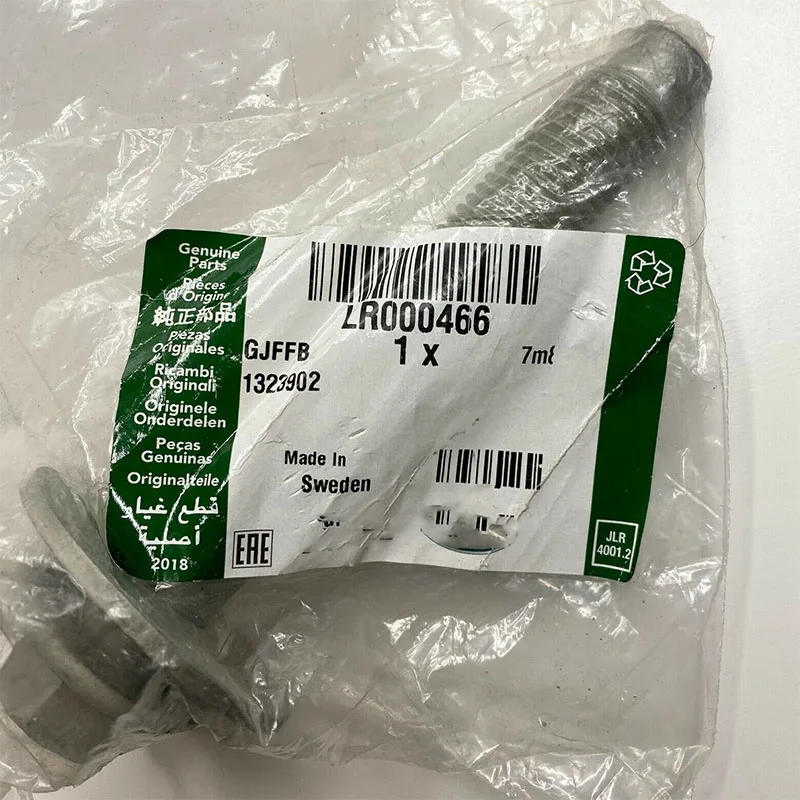 Genuine
Parts
Pièces
d'Origine
純正部品
Piezas
Originales
Ricambi
Originali
Originele
Onderdelen
Peças
Genuinas
Originalteile
قطع غيار
أصلية
2018
LR000466
1 x
GJFFB
1323902
Made In
Sweden
EAC
JLR
4001.2